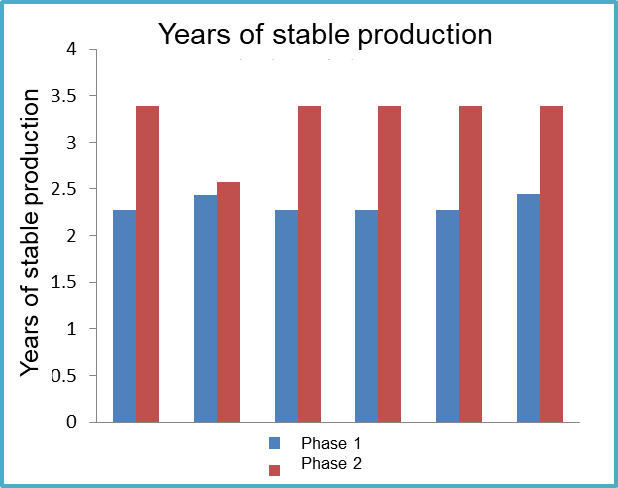 Years of stable production
4
3.5
3
2.5
2
1.5
1
0.5
0
Years of stable production
Phase 1
Phase 2